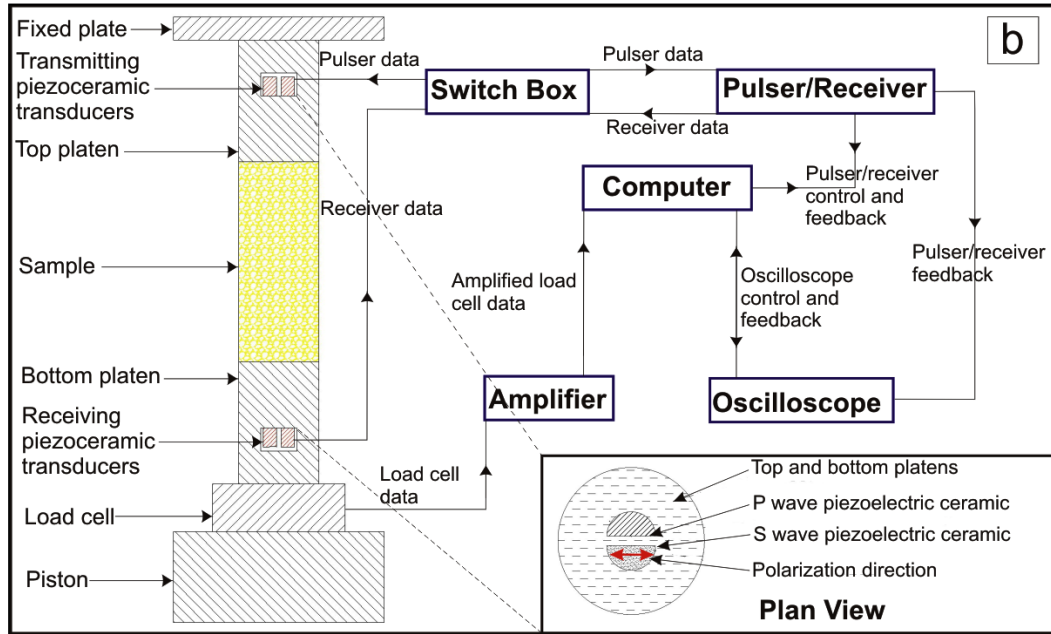 b
Fixed plate
Transmitting
piezoceramic
transducers
Top platen
Sample
Bottom platen
Receiving
piezoceramic
transducers
Load cell
Piston
Pulser data
Switch Box
Pulser data
Receiver data
Pulser/Receiver
Receiver data
Computer
Pulser/receiver
control and
feedback
Pulser/receiver
feedback
Amplified load
cell data
Oscilloscope
control and
feedback
Amplifier
Oscilloscope
Load cell
data
Top and bottom platens
P wave piezoelectric ceramic
S wave piezoelectric ceramic
Polarization direction
Plan View